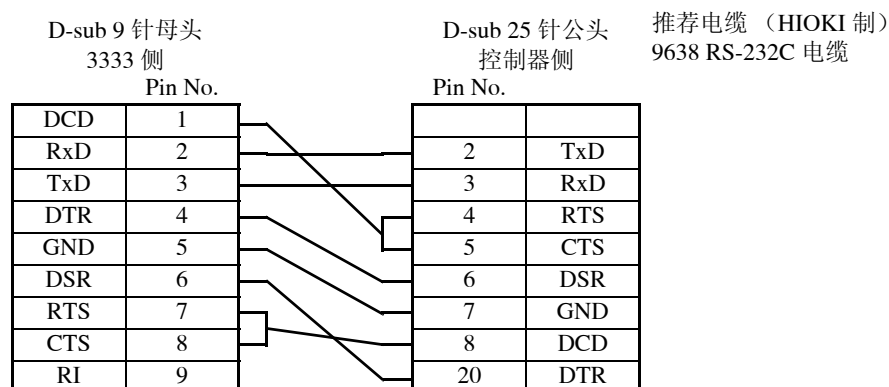 D-sub 9 针母头
3333 侧
Pin No.
D-sub 25 针公头
控制器侧
Pin No.
推荐电缆 （HIOKI 制）
9638 RS-232C 电缆
DCD 1
RxD 2 2 TxD
TxD 3 3 RxD
DTR 4 4 RTS
GND 5 5 CTS
DSR 6 6 DSR
RTS 7 7 GND
CTS 8 8 DCD
RI 9 20 DTR